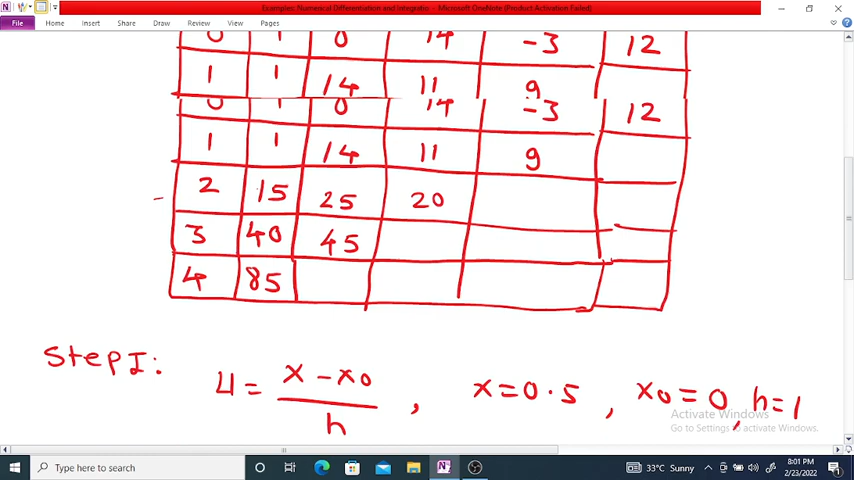 Examples: Numerical Differentiation and Integratio - Microsoft OneNote (Product Activation Failed)
File Home Insert Share Draw Review View Pages
0 1 0 14 -3 12
1 1 14 11 9
0 1 0 14 -3 12
1 1 14 11 9
2 15 25 20
3 40 45
4 85
Step I:
u = x - x0 / h , x = 0.5 , x0 = 0, h = 1
Activate Windows
Go to Settings to activate Windows.
Type here to search
33°C Sunny
8:01 PM
2/23/2022